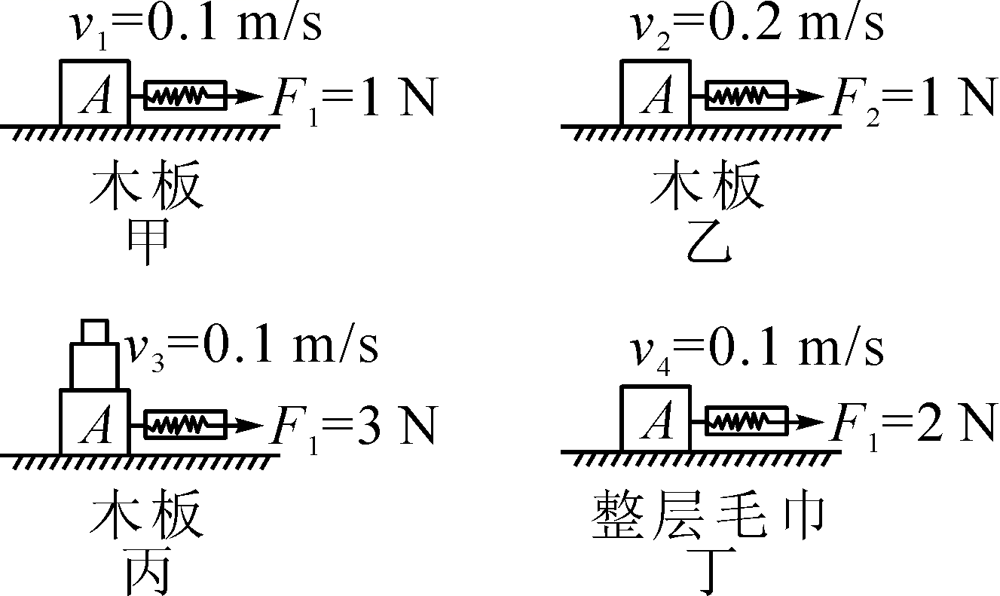 v₁=0.1 m/s
A F₁=1 N
木板
甲
v₂=0.2 m/s
A F₂=1 N
木板
乙
v₃=0.1 m/s
A F₁=3 N
木板
丙
v₄=0.1 m/s
A F₁=2 N
整层毛巾
丁